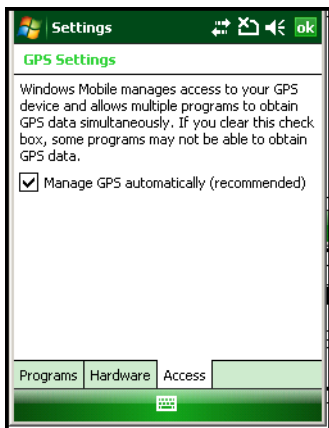 Settings
ok
GPS Settings
Windows Mobile manages access to your GPS
device and allows multiple programs to obtain
GPS data simultaneously. If you clear this check
box, some programs may not be able to obtain
GPS data.
Manage GPS automatically (recommended)
Programs Hardware Access